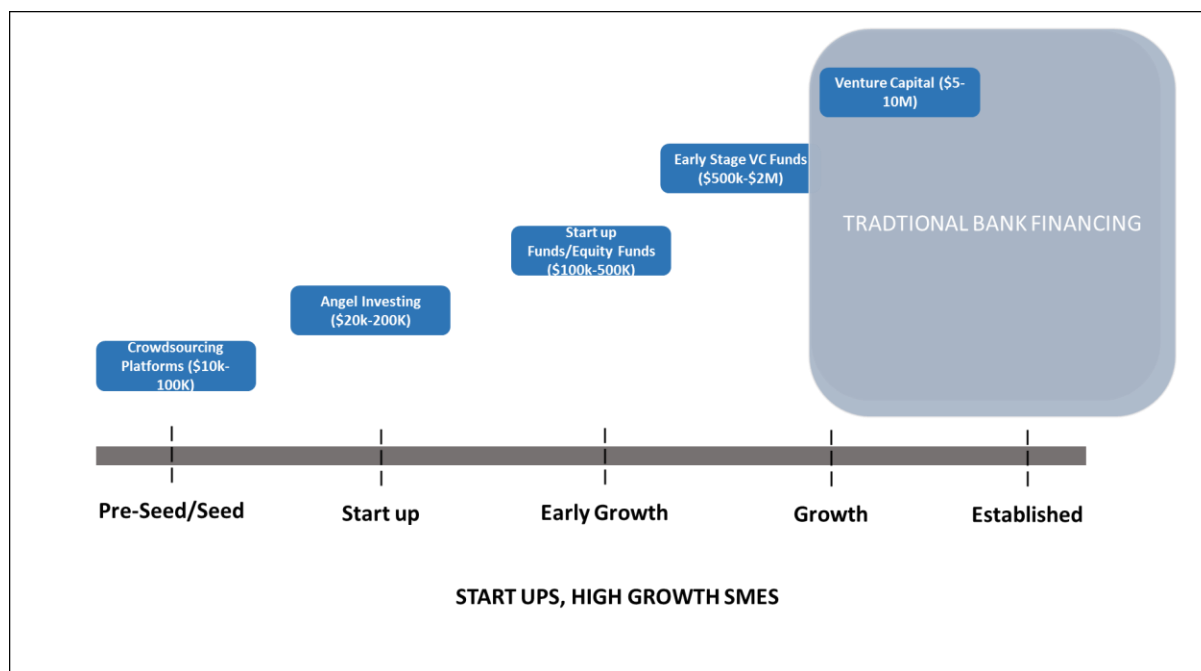 Venture Capital ($5-
10M)
Early Stage VC Funds
($500k-$2M)
TRADTIONAL BANK FINANCING
Start up
Funds/Equity Funds
($100k-500K)
Angel Investing
($20k-200K)
Crowdsourcing
Platforms ($10k-
100K)
Pre-Seed/Seed
Start up
Early Growth
Growth
Established
START UPS, HIGH GROWTH SMES